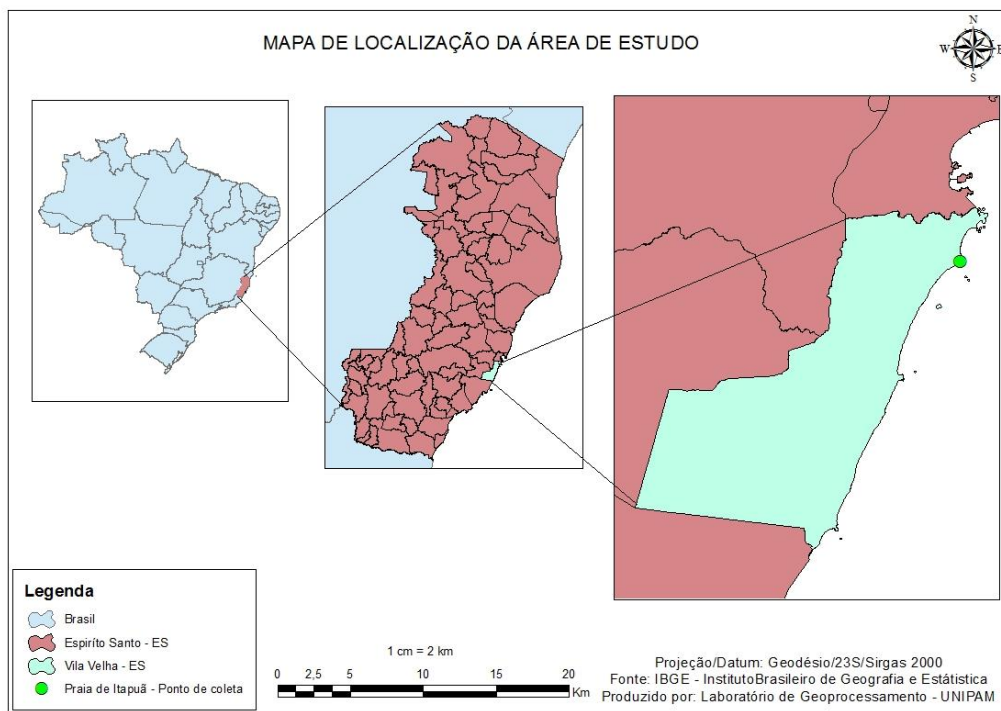 MAPA DE LOCALIZAÇÃO DA ÁREA DE ESTUDO
N
W E
S
Legenda
Brasil
Espiríto Santo - ES
Vila Velha - ES
Praia de Itapuã - Ponto de coleta
1 cm = 2 km
0 2,5 5 10 15 20
Km
Projeção/Datum: Geodésio/23S/Sirgas 2000
Fonte: IBGE - InstitutoBrasileiro de Geografia e Estátistica
Produzido por: Laboratório de Geoprocessamento - UNIPAM